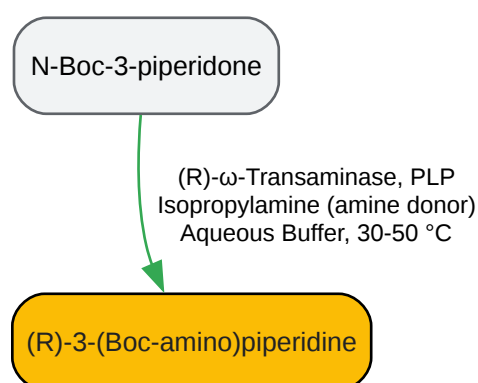 N-Boc-3-piperidone
(R)-ω-Transaminase, PLP
Isopropylamine (amine donor)
Aqueous Buffer, 30-50 °C
(R)-3-(Boc-amino)piperidine